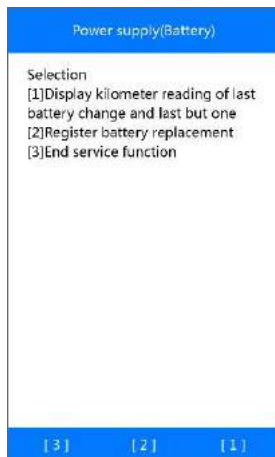 Power supply(Battery)
Selection
[1]Display kilometer reading of last
battery change and last but one
[2]Register battery replacement
[3]End service function
[3] [2] [1]